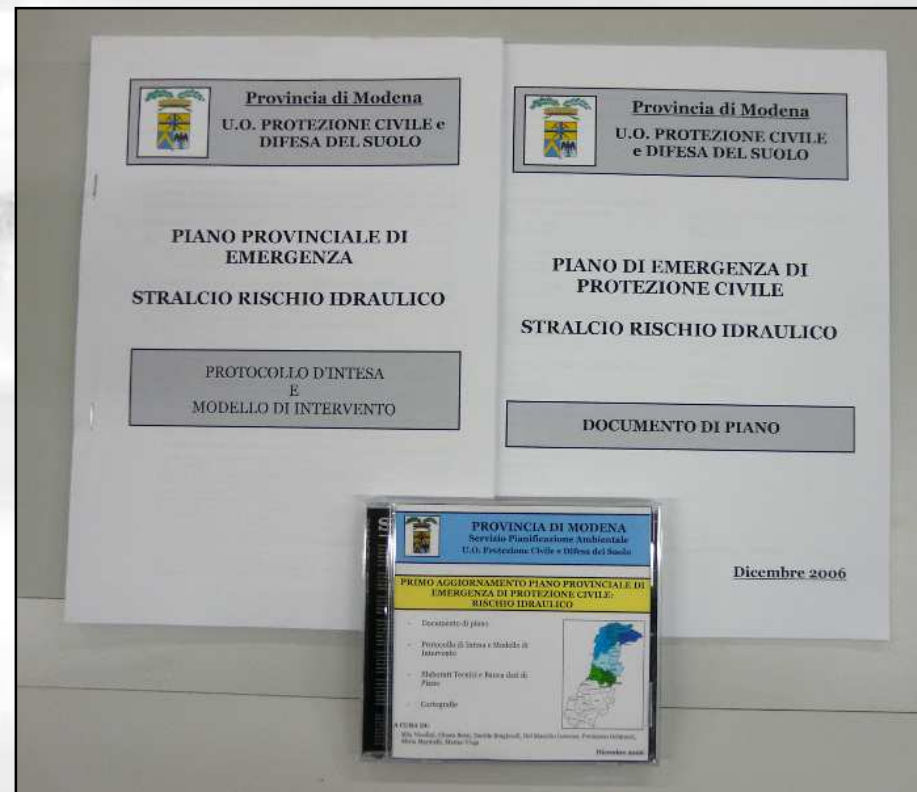 Provincia di Modena
U.O. PROTEZIONE CIVILE e
DIFESA DEL SUOLO
PIANO PROVINCIALE DI
EMERGENZA
STRALCIO RISCHIO IDRAULICO
PROTOCOLLO D'INTESA
E
MODELLO DI INTERVENTO
Provincia di Modena
U.O. PROTEZIONE CIVILE
e DIFESA DEL SUOLO
PIANO DI EMERGENZA DI
PROTEZIONE CIVILE
STRALCIO RISCHIO IDRAULICO
DOCUMENTO DI PIANO
Dicembre 2006
PROVINCIA DI MODENA
Servizio Pianificazione Ambientale
U.O. Protezione Civile e Difesa del Suolo
PRIMO AGGIORNAMENTO PIANO PROVINCIALE DI
EMERGENZA DI PROTEZIONE CIVILE:
RISCHIO IDRAULICO
- Documento di piano
- Protocollo di Intesa e Modello di
Intervento
- Elaborati Tecnici e Banca dati di
Piano
- Cartografie
A CURA DI:
Rita Nicolini, Chiara
Dicembre 2006